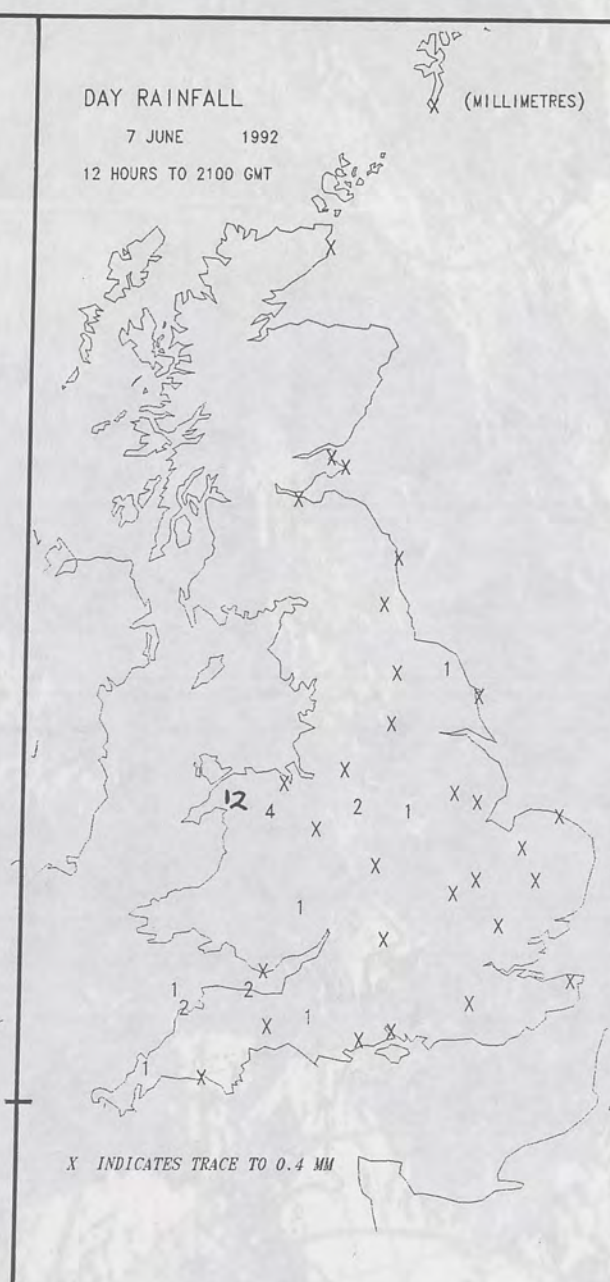 DAY RAINFALL (MILLIMETRES)
7 JUNE 1992
12 HOURS TO 2100 GMT
X
X
X
X
X
X
X
X
1
X
X
X
X
X
X
12 4 2 1
X
X
X
X
X
X
X
1
X
X
X
1
2
2
X
X
X
1
X
X
1
X
X INDICATES TRACE TO 0.4 MM